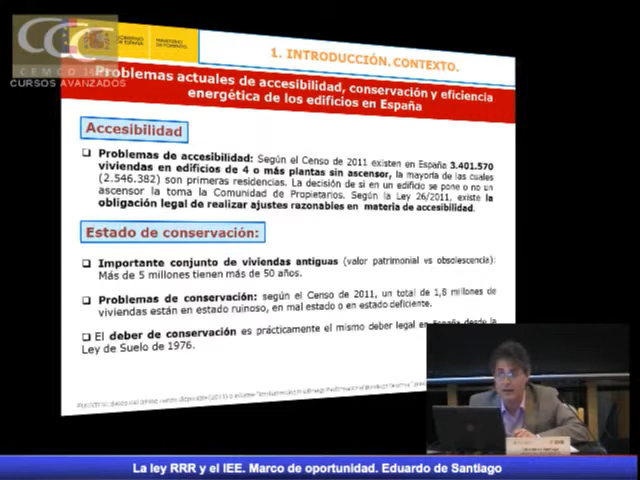 CCC
CEMCO
CURSOS AVANZADOS
GOBIERNO DE ESPAÑA
MINISTERIO DE FOMENTO
1. INTRODUCCIÓN. CONTEXTO.
Problemas actuales de accesibilidad, conservación y eficiencia
energética de los edificios en España
Accesibilidad
❑ Problemas de accesibilidad: Según el Censo de 2011 existen en España 3.401.570
viviendas en edificios de 4 o más plantas sin ascensor, la mayoría de las cuales
(2.546.382) son primeras residencias. La decisión de si en un edificio se pone o no un
ascensor la toma la Comunidad de Propietarios. Según la Ley 26/2011, existe la
obligación legal de realizar ajustes razonables en materia de accesibilidad.
Estado de conservación:
❑ Importante conjunto de viviendas antiguas (valor patrimonial vs obsolescencia):
Más de 5 millones tienen más de 50 años.
❑ Problemas de conservación: según el Censo de 2011, un total de 1,8 millones de
viviendas están en estado ruinoso, en mal estado o en estado deficiente.
❑ El deber de conservación es prácticamente el mismo deber legal en España desde la
Ley de Suelo de 1976.
La ley RRR y el IEE. Marco de oportunidad. Eduardo de Santiago